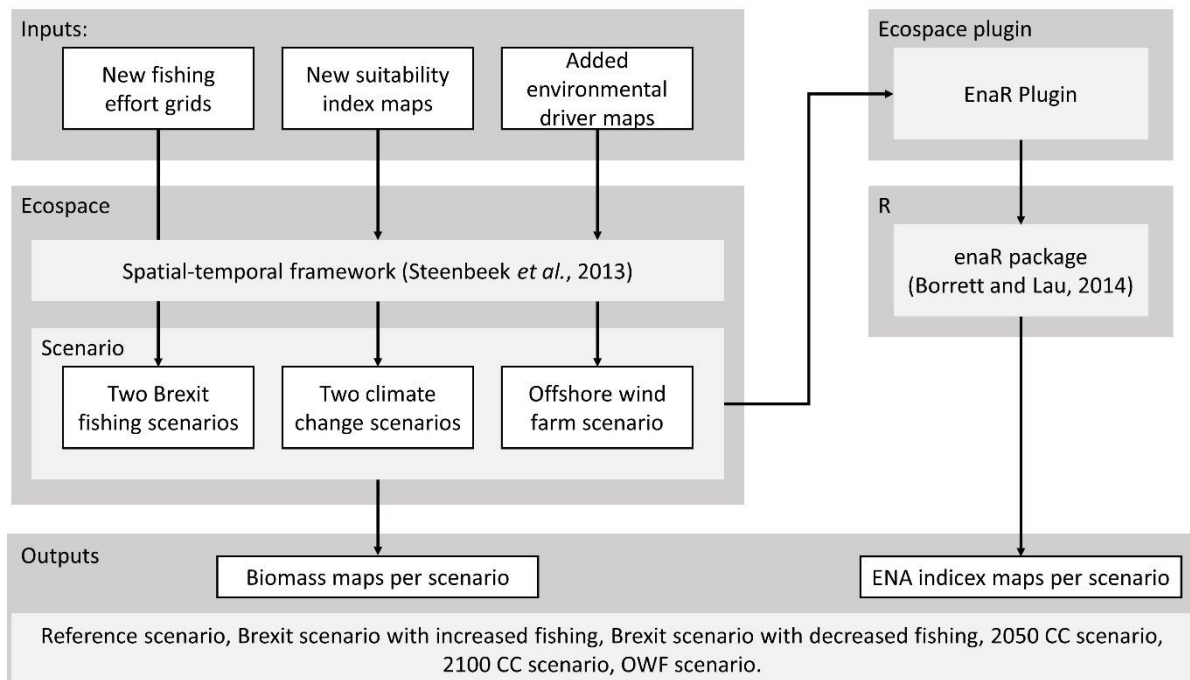 Inputs:
New fishing
effort grids
New suitability
index maps
Added
environmental
driver maps
Ecospace plugin
EnaR Plugin
Ecospace
Spatial-temporal framework (Steenbeek et al., 2013)
R
enaR package
(Borrett and Lau, 2014)
Scenario
Two Brexit
fishing scenarios
Two climate
change scenarios
Offshore wind
farm scenario
Outputs
Biomass maps per scenario
ENA indicex maps per scenario
Reference scenario, Brexit scenario with increased fishing, Brexit scenario with decreased fishing, 2050 CC scenario,
2100 CC scenario, OWF scenario.